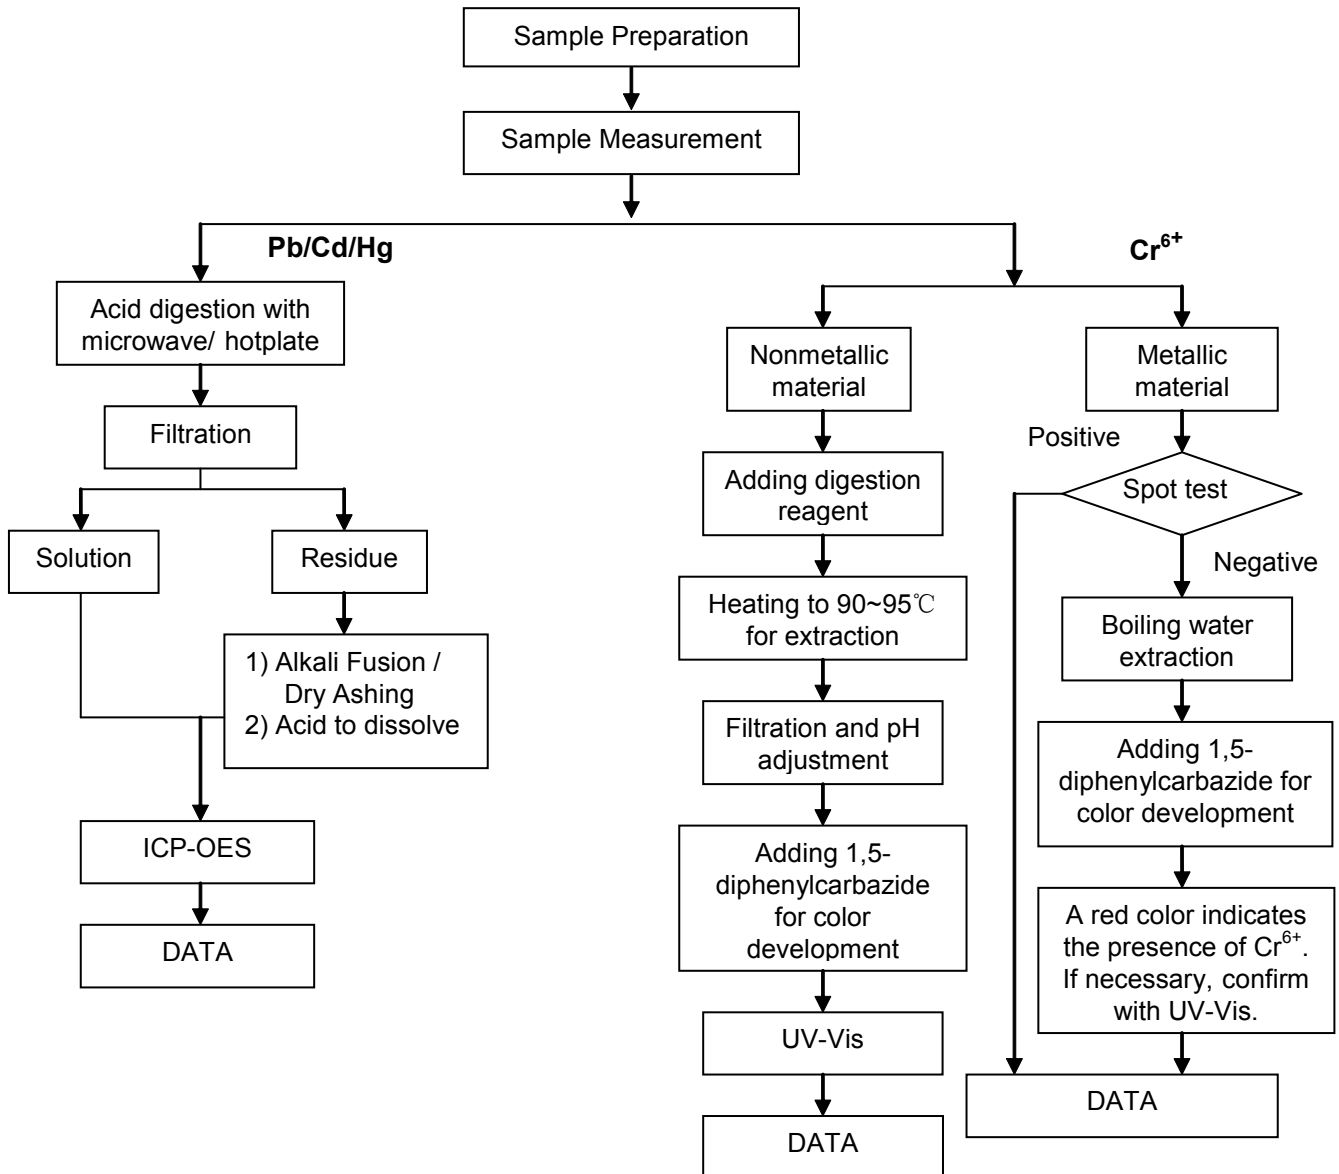 Sample Preparation
Sample Measurement
Pb/Cd/Hg
Acid digestion with
microwave/ hotplate
Filtration
Solution
Residue
1) Alkali Fusion /
Dry Ashing
2) Acid to dissolve
ICP-OES
DATA
Cr⁶⁺
Nonmetallic
material
Adding digestion
reagent
Heating to 90~95℃
for extraction
Filtration and pH
adjustment
Adding 1,5-
diphenylcarbazide
for color
development
UV-Vis
DATA
Metallic
material
Positive
Spot test
Negative
Boiling water
extraction
Adding 1,5-
diphenylcarbazide for
color development
A red color indicates
the presence of Cr⁶⁺.
If necessary, confirm
with UV-Vis.
DATA